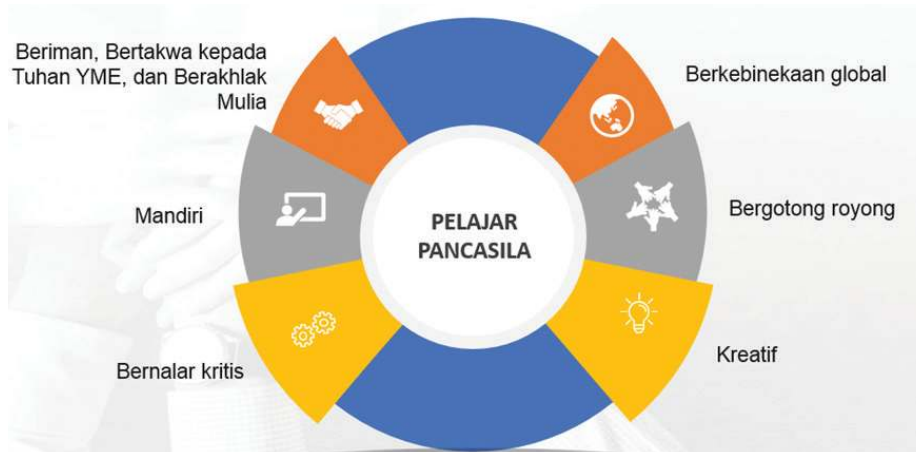 Beriman, Bertakwa kepada
Tuhan YME, dan Berakhlak
Mulia
Berkebinekaan global
Mandiri
Bergotong royong
PELAJAR
PANCASILA
Bernalar kritis
Kreatif